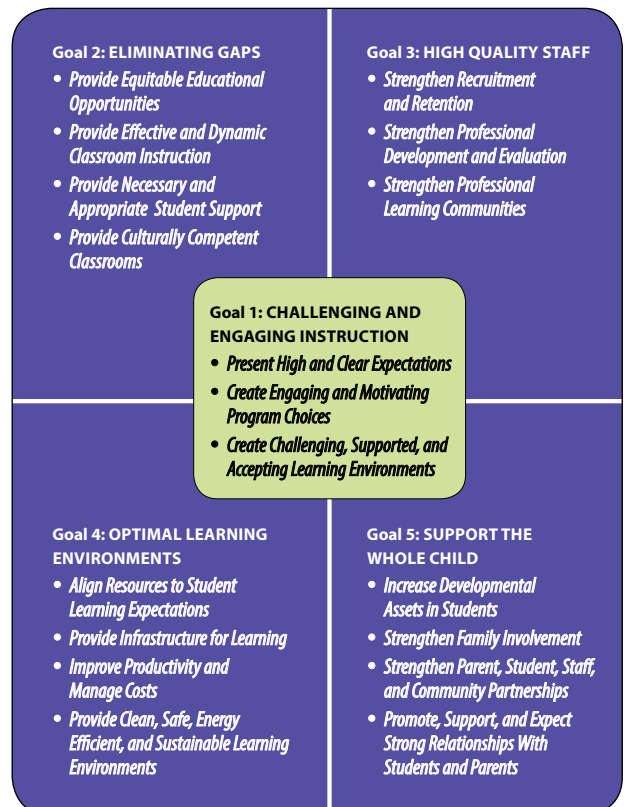 Goal 2: ELIMINATING GAPS
• Provide Equitable Educational
Opportunities
• Provide Effective and Dynamic
Classroom Instruction
• Provide Necessary and
Appropriate Student Support
• Provide Culturally Competent
Classrooms
Goal 3: HIGH QUALITY STAFF
• Strengthen Recruitment
and Retention
• Strengthen Professional
Development and Evaluation
• Strengthen Professional
Learning Communities
Goal 1: CHALLENGING AND
ENGAGING INSTRUCTION
• Present High and Clear Expectations
• Create Engaging and Motivating
Program Choices
• Create Challenging, Supported, and
Accepting Learning Environments
Goal 4: OPTIMAL LEARNING
ENVIRONMENTS
• Align Resources to Student
Learning Expectations
• Provide Infrastructure for Learning
• Improve Productivity and
Manage Costs
• Provide Clean, Safe, Energy
Efficient, and Sustainable Learning
Environments
Goal 5: SUPPORT THE
WHOLE CHILD
• Increase Developmental
Assets in Students
• Strengthen Family Involvement
• Strengthen Parent, Student, Staff,
and Community Partnerships
• Promote, Support, and Expect
Strong Relationships With
Students and Parents